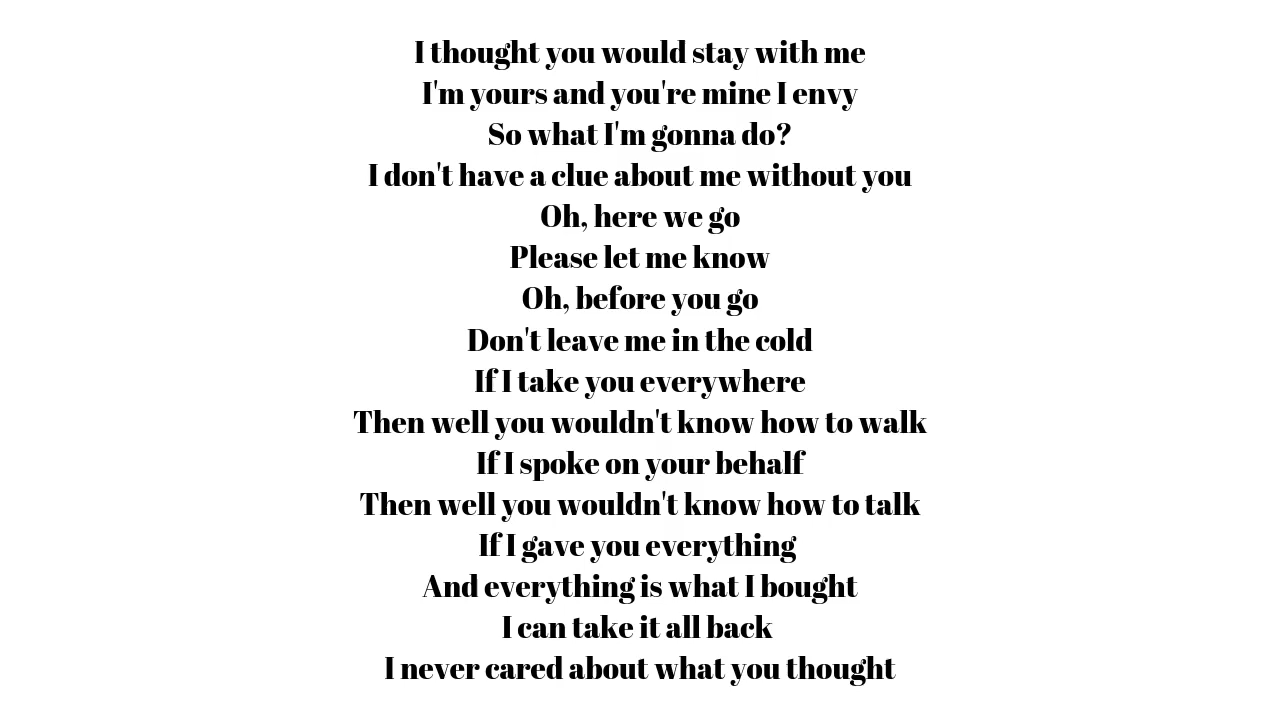 I thought you would stay with me
I'm yours and you're mine I envy
So what I'm gonna do?
I don't have a clue about me without you
Oh, here we go
Please let me know
Oh, before you go
Don't leave me in the cold
If I take you everywhere
Then well you wouldn't know how to walk
If I spoke on your behalf
Then well you wouldn't know how to talk
If I gave you everything
And everything is what I bought
I can take it all back
I never cared about what you thought